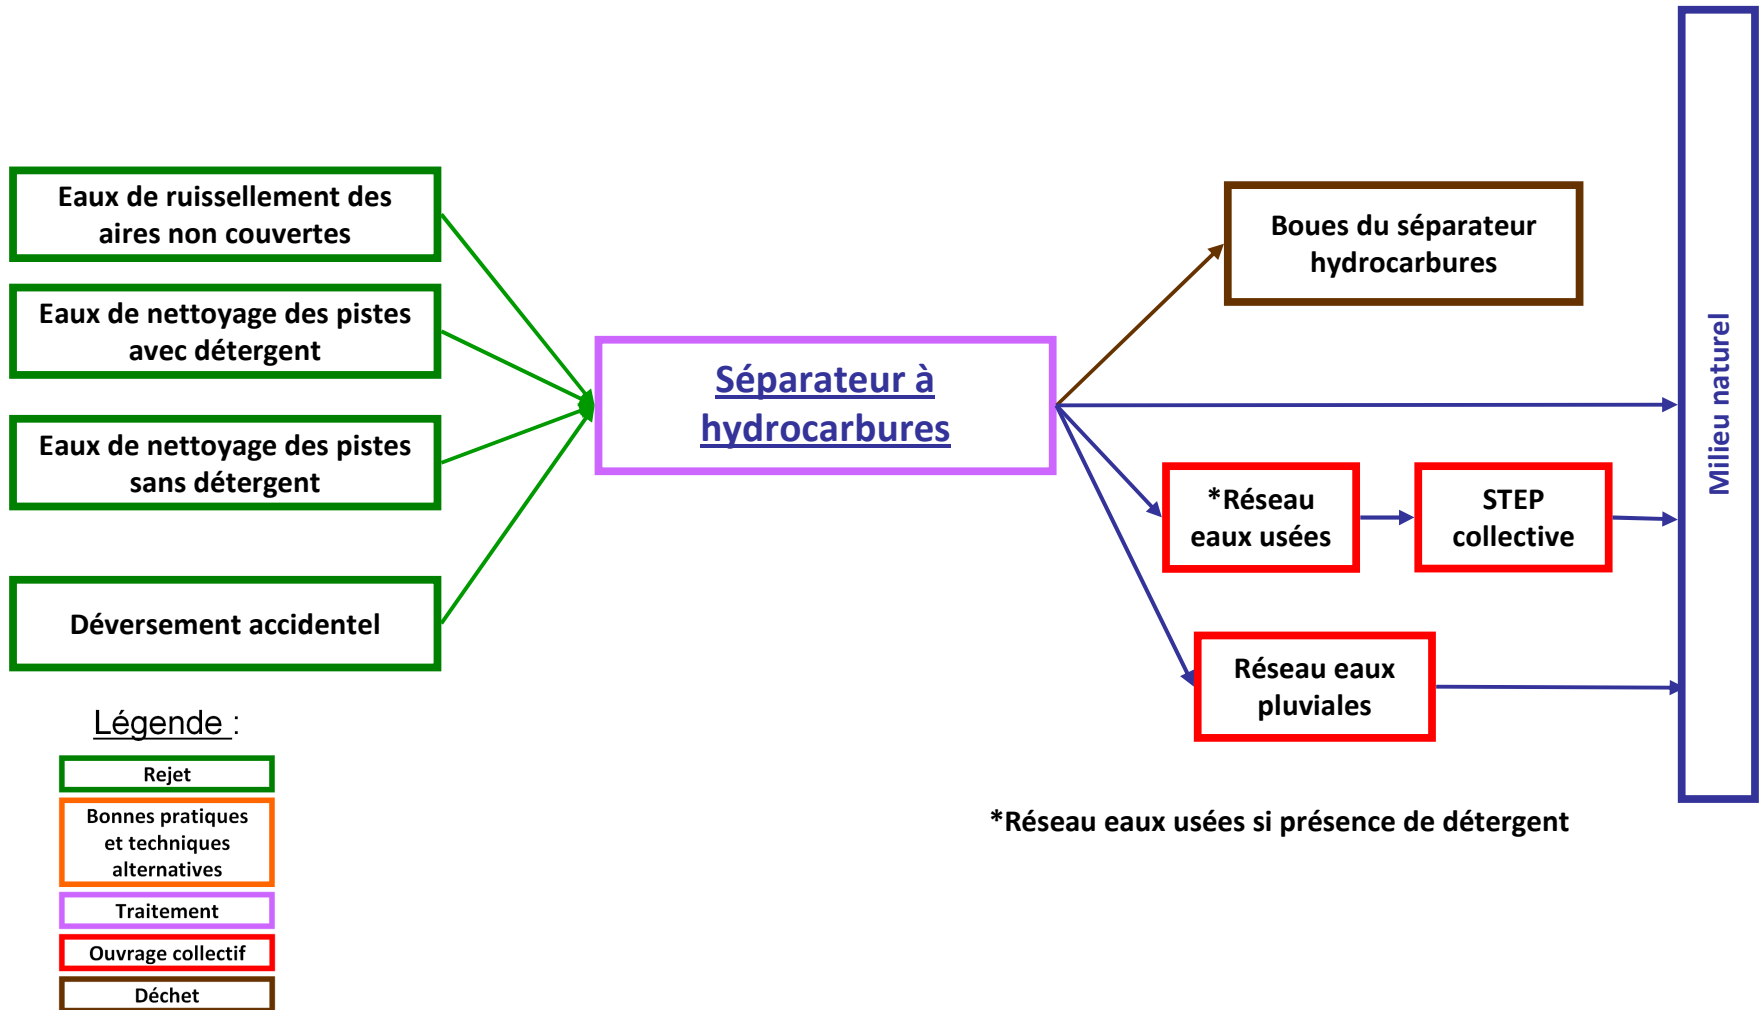 Eaux de ruissellement des
aires non couvertes
Eaux de nettoyage des pistes
avec détergent
Eaux de nettoyage des pistes
sans détergent
Déversement accidentel
Séparateur à
hydrocarbures
Boues du séparateur
hydrocarbures
*Réseau
eaux usées
STEP
collective
Réseau eaux
pluviales
Milieu naturel
*Réseau eaux usées si présence de détergent
Légende :
Rejet
Bonnes pratiques
et techniques
alternatives
Traitement
Ouvrage collectif
Déchet